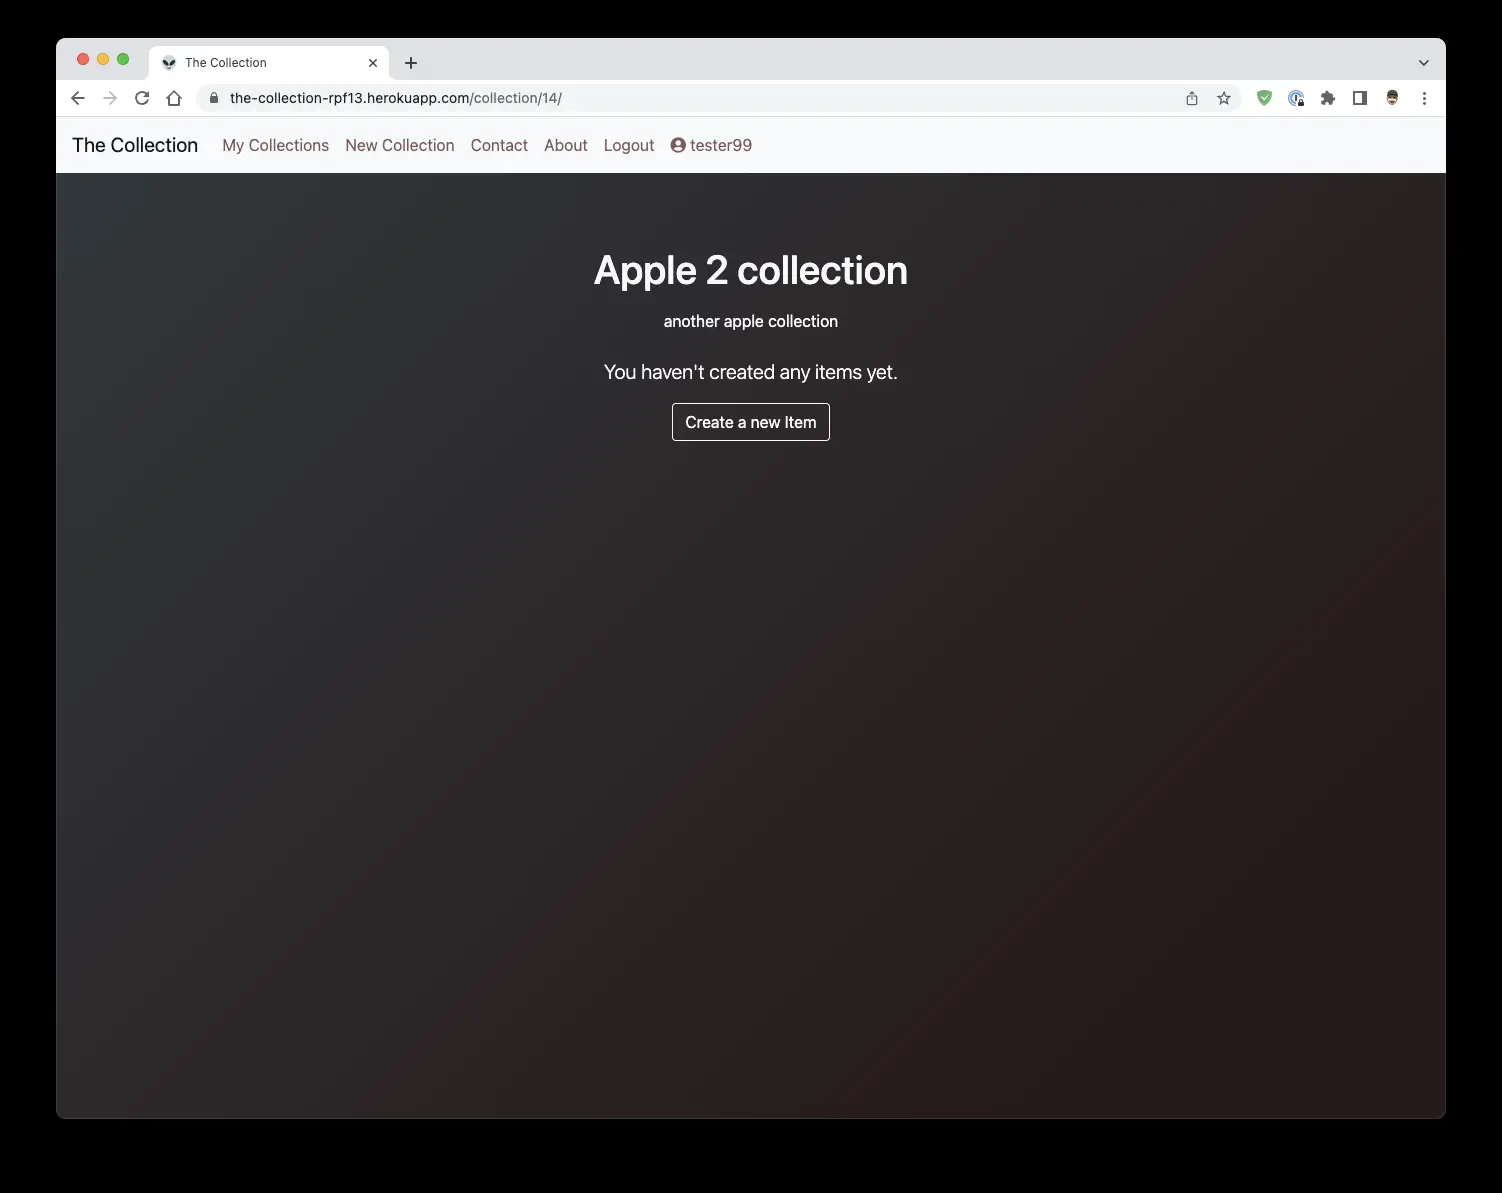 The Collection
the-collection-rpf13.herokuapp.com/collection/14/
The Collection My Collections New Collection Contact About Logout tester99
Apple 2 collection
another apple collection
You haven't created any items yet.
Create a new Item